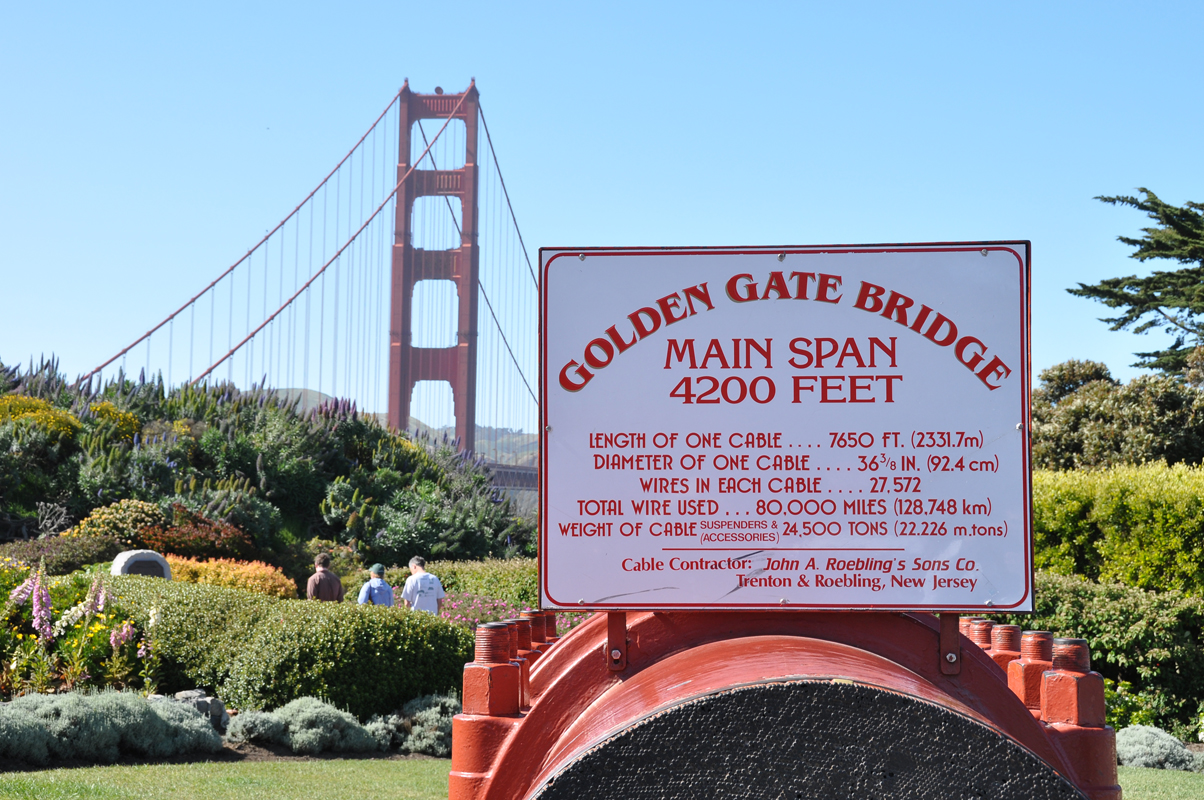 GOLDEN GATE BRIDGE
MAIN SPAN
4200 FEET
LENGTH OF ONE CABLE .... 7650 FT. (2331.7m)
DIAMETER OF ONE CABLE .... 36 3/8 IN. (92.4 cm)
WIRES IN EACH CABLE .... 27,572
TOTAL WIRE USED ... 80,000 MILES (128.748 km)
WEIGHT OF CABLE SUSPENDERS & (ACCESSORIES) 24,500 TONS (22.226 m.tons)
Cable Contractor: John A. Roebling's Sons Co.
Trenton & Roebling, New Jersey